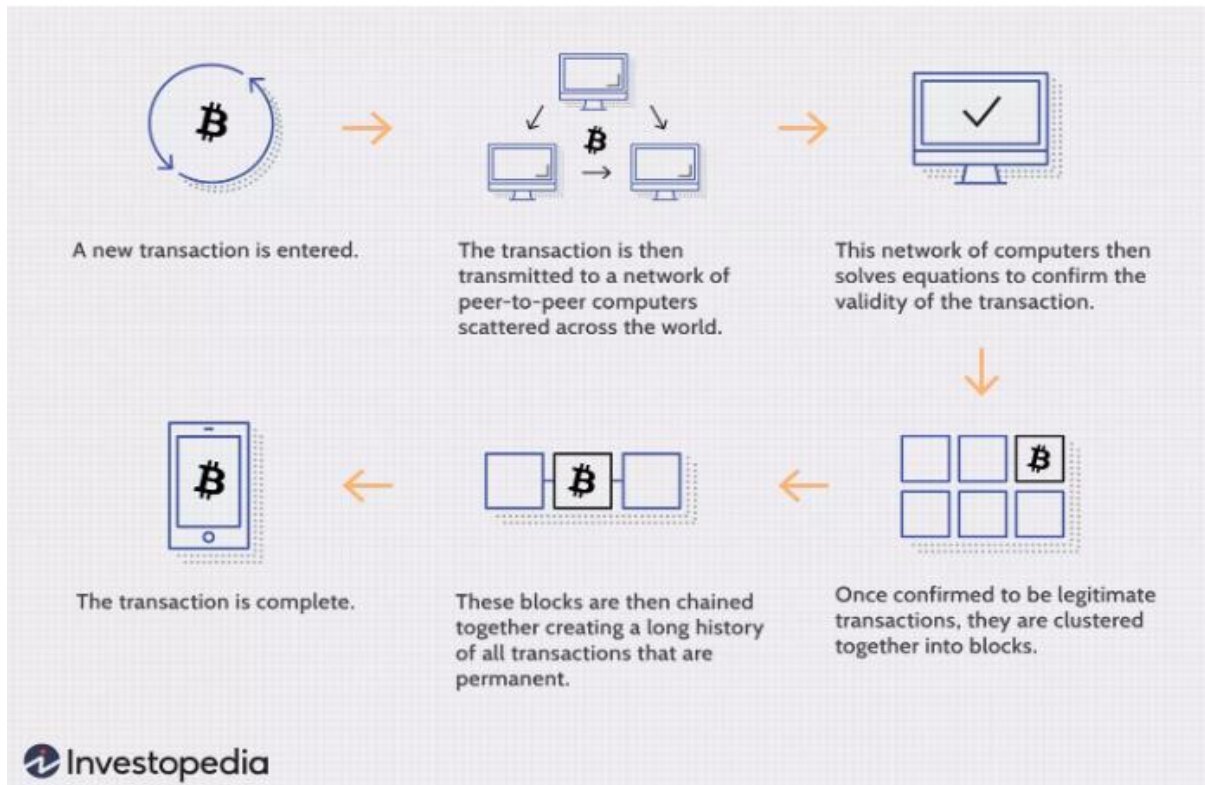 A new transaction is entered.
The transaction is then
transmitted to a network of
peer-to-peer computers
scattered across the world.
This network of computers then
solves equations to confirm the
validity of the transaction.
Once confirmed to be legitimate
transactions, they are clustered
together into blocks.
These blocks are then chained
together creating a long history
of all transactions that are
permanent.
The transaction is complete.
Investopedia